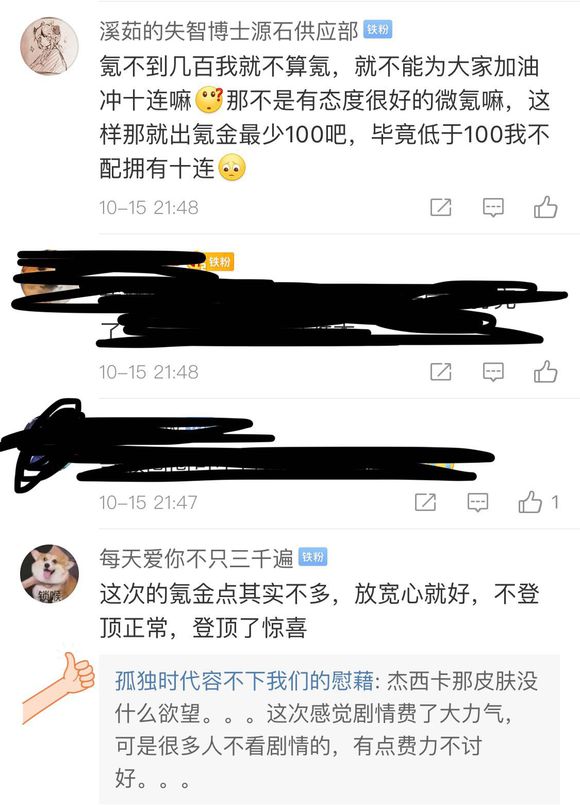 溪茹的失智博士源石供应部 铁粉
氪不到几百我就不算氪，就不能为大家加油
冲十连嘛🤔那不是有态度很好的微氪嘛，这
样那就出氪金最少100吧，毕竟低于100我不
配拥有十连🥺
10-15 21:48
铁粉
了
10-15 21:48
10-15 21:47
1
每天爱你不只三千遍 铁粉
锁喉
这次的氪金点其实不多，放宽心就好，不登
顶正常，登顶了惊喜
孤独时代容不下我们的慰藉: 杰西卡那皮肤没
什么欲望。。。这次感觉剧情费了大力气，
可是很多人不看剧情的，有点费力不讨
好。。。